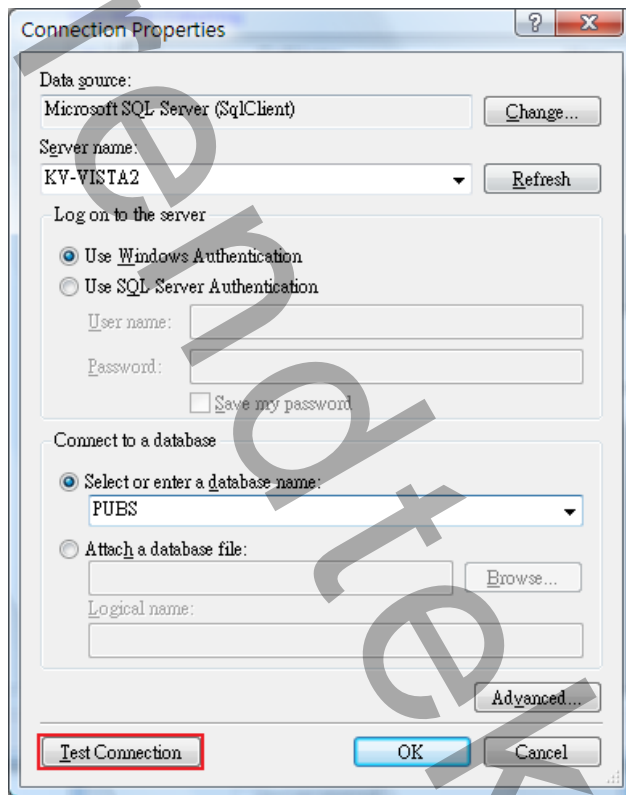 Connection Properties
Data source:
Microsoft SQL Server (SqlClient)
Change...
Server name:
KV-VISTA2
Refresh
Log on to the server
Use Windows Authentication
Use SQL Server Authentication
User name:
Password:
Save my password
Connect to a database
Select or enter a database name:
PUBS
Attach a database file:
Browse...
Logical name:
Advanced...
Test Connection
OK
Cancel
endtek